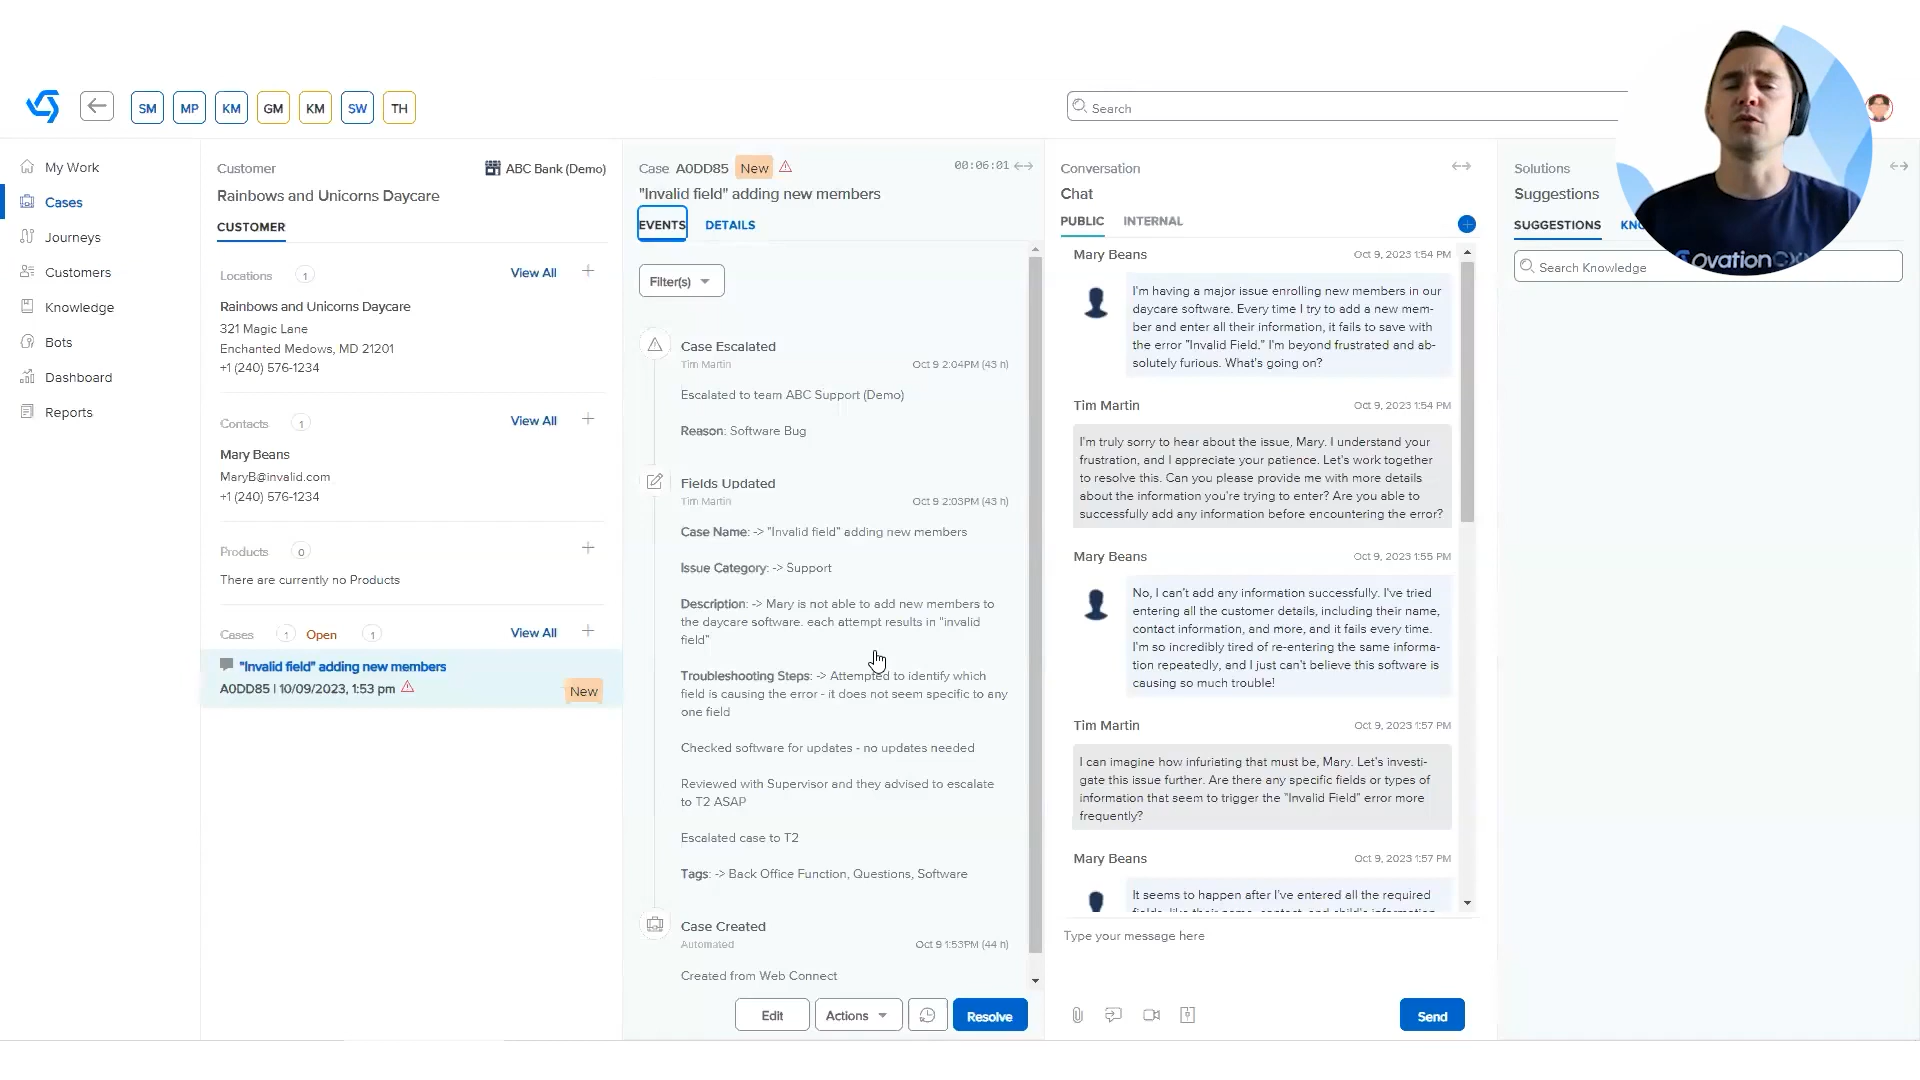 SM MP KM GM KM SW TH
Search
My Work
Cases
Journeys
Customers
Knowledge
Bots
Dashboard
Reports
Customer
ABC Bank (Demo)
Rainbows and Unicorns Daycare
CUSTOMER
Locations 1 View All
Rainbows and Unicorns Daycare
321 Magic Lane
Enchanted Medows, MD 21201
+1 (240) 576-1234
Contacts 1 View All
Mary Beans
MaryB@invalid.com
+1 (240) 576-1234
Products 0
There are currently no Products
Cases 1 Open 1 View All
"Invalid field" adding new members
A0DD85 | 10/09/2023, 1:53 pm
New
Case A0DD85 New 00:06:01
"Invalid field" adding new members
EVENTS DETAILS
Filter(s)
Case Escalated
Tim Martin Oct 9 2:04PM (43 h)
Escalated to team ABC Support (Demo)
Reason: Software Bug
Fields Updated
Tim Martin Oct 9 2:03PM (43 h)
Case Name: -> "Invalid field" adding new members
Issue Category: -> Support
Description: -> Mary is not able to add new members to
the daycare software. each attempt results in "invalid
field"
Troubleshooting Steps: -> Attempted to identify which
field is causing the error - it does not seem specific to any
one field
Checked software for updates - no updates needed
Reviewed with Supervisor and they advised to escalate
to T2 ASAP
Escalated case to T2
Tags: -> Back Office Function, Questions, Software
Case Created
Automated Oct 9 1:53PM (44 h)
Created from Web Connect
Edit Actions Resolve
Conversation
Chat
PUBLIC INTERNAL
Mary Beans Oct 9, 2023 1:54 PM
I'm having a major issue enrolling new members in our
daycare software. Every time I try to add a new mem-
ber and enter all their information, it fails to save with
the error "Invalid Field." I'm beyond frustrated and ab-
solutely furious. What's going on?
Tim Martin Oct 9, 2023 1:54 PM
I'm truly sorry to hear about the issue, Mary. I understand your
frustration, and I appreciate your patience. Let's work together
to resolve this. Can you please provide me with more details
about the information you're trying to enter? Are you able to
successfully add any information before encountering the error?
Mary Beans Oct 9, 2023 1:55 PM
No, I can't add any information successfully. I've tried
entering all the customer details, including their name,
contact information, and more, and it fails every time.
I'm so incredibly tired of re-entering the same informa-
tion repeatedly, and I just can't believe this software is
causing so much trouble!
Tim Martin Oct 9, 2023 1:57 PM
I can imagine how infuriating that must be, Mary. Let's investi-
gate this issue further. Are there any specific fields or types of
information that seem to trigger the "Invalid Field" error more
frequently?
Mary Beans Oct 9, 2023 1:57 PM
It seems to happen after I've entered all the required
fields, like their name, contact, and child's information
Type your message here
Send
Solutions
Suggestions
SUGGESTIONS KNO
Search Knowledge
OvationCX